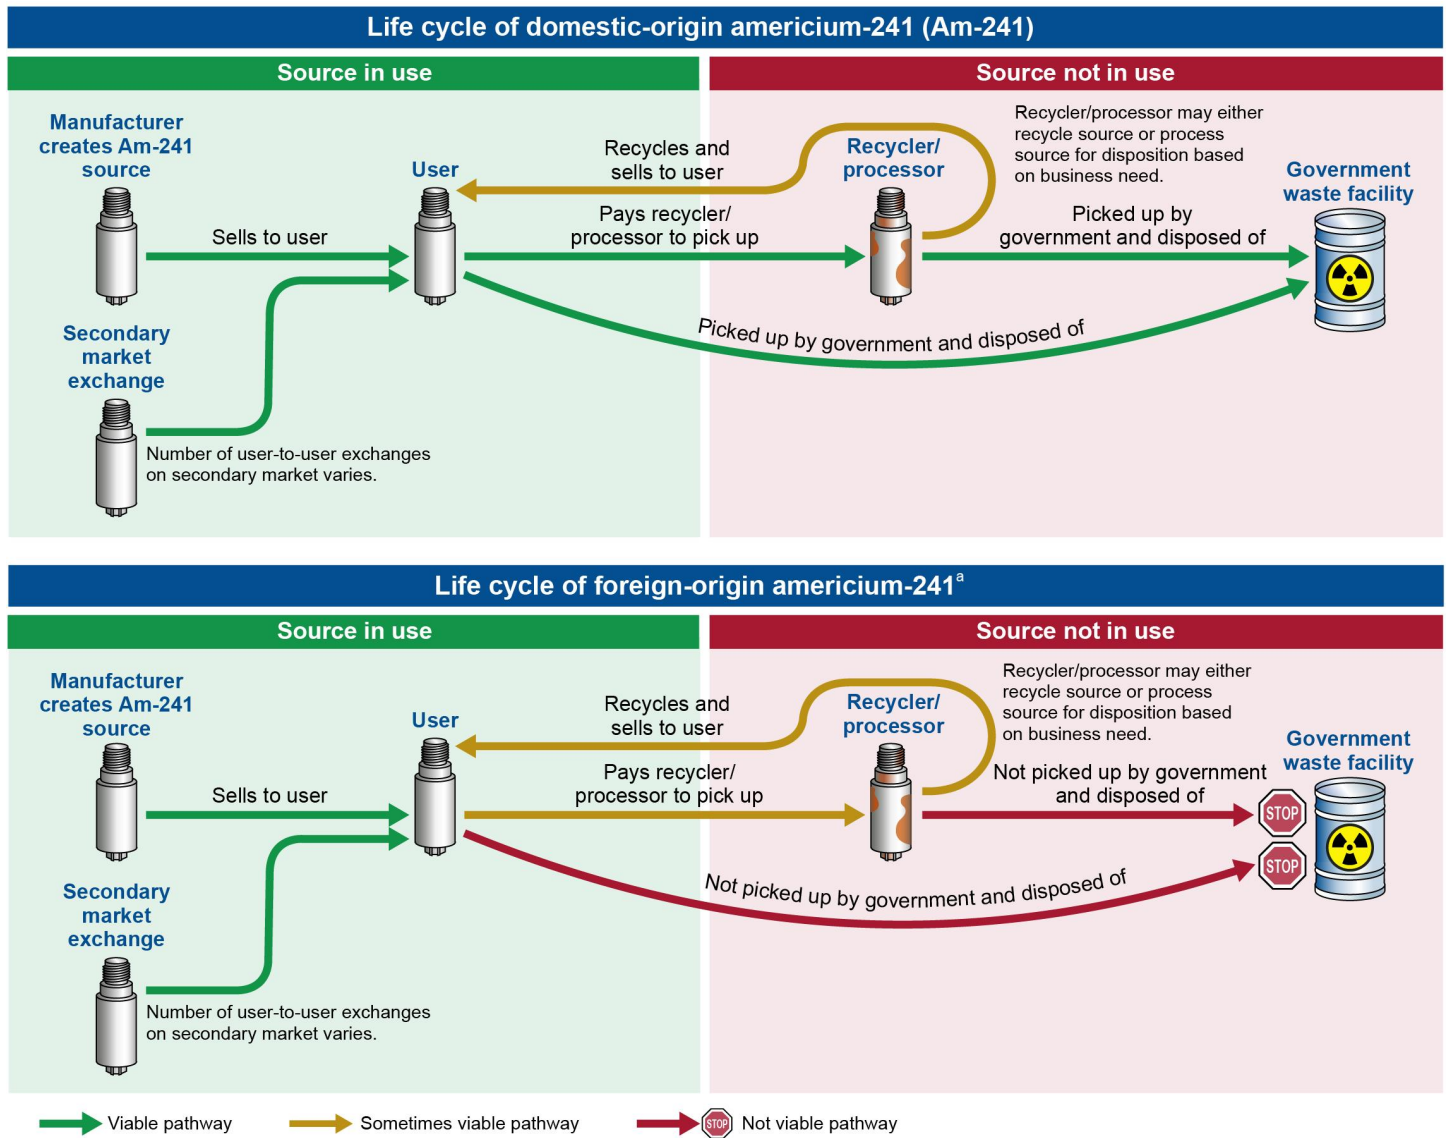 Life cycle of domestic-origin americium-241 (Am-241)
Source in use
Source not in use
Manufacturer
creates Am-241
source
User
Recycles and
sells to user
Recycler/
processor
Recycler/processor may either
recycle source or process
source for disposition based
on business need.
Government
waste facility
Sells to user
Pays recycler/
processor to pick up
Picked up by
government and disposed of
Picked up by government and disposed of
Secondary
market
exchange
Number of user-to-user exchanges
on secondary market varies.
Life cycle of foreign-origin americium-241a
Source in use
Source not in use
Manufacturer
creates Am-241
source
User
Recycles and
sells to user
Recycler/
processor
Recycler/processor may either
recycle source or process
source for disposition based
on business need.
Government
waste facility
Sells to user
Pays recycler/
processor to pick up
Not picked up by government
and disposed of
STOP
STOP
Not picked up by government and disposed of
Secondary
market
exchange
Number of user-to-user exchanges
on secondary market varies.
Viable pathway
Sometimes viable pathway
STOP
Not viable pathway